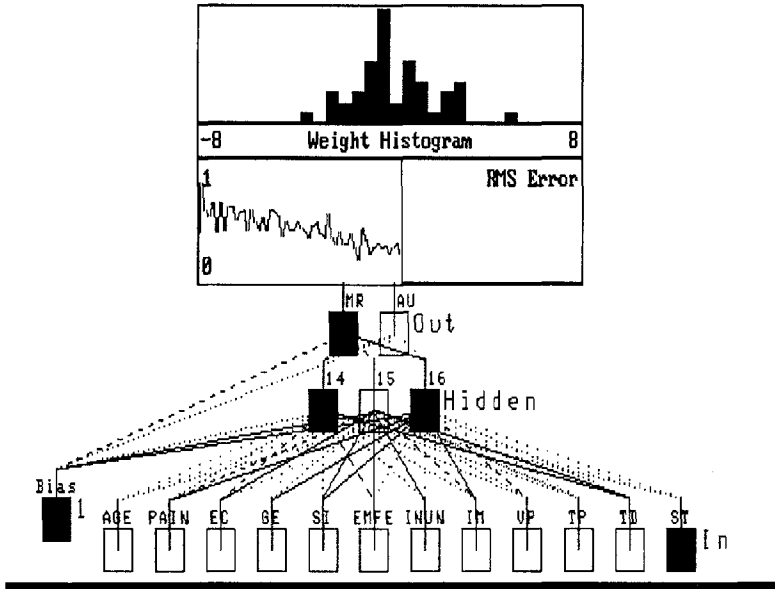 -8 Weight Histogram 8
1 RMS Error
0
MR AU
Out
14 15 16
Hidden
Bias
1
AGE PAIN EC GE SI EMFE INUN IM VP TP TD ST
In